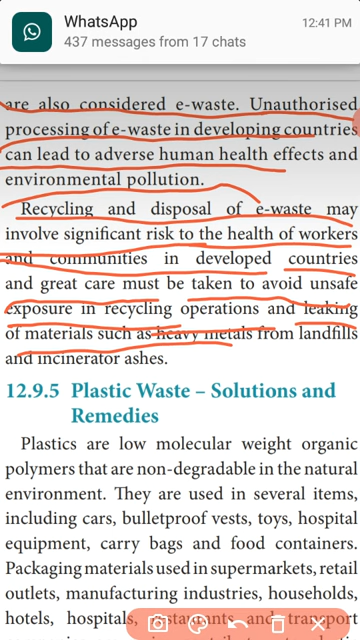 WhatsApp
12:41 PM
437 messages from 17 chats
are also considered e-waste. Unauthorised
processing of e-waste in developing countries
can lead to adverse human health effects and
environmental pollution.
Recycling and disposal of e-waste may
involve significant risk to the health of workers
and communities in developed countries
and great care must be taken to avoid unsafe
exposure in recycling operations and leaking
of materials such as heavy metals from landfills
and incinerator ashes.
12.9.5 Plastic Waste – Solutions and
Remedies
Plastics are low molecular weight organic
polymers that are non-degradable in the natural
environment. They are used in several items,
including cars, bulletproof vests, toys, hospital
equipment, carry bags and food containers.
Packaging materials used in supermarkets, retail
outlets, manufacturing industries, households,
hotels, hospitals, restaurants and transport